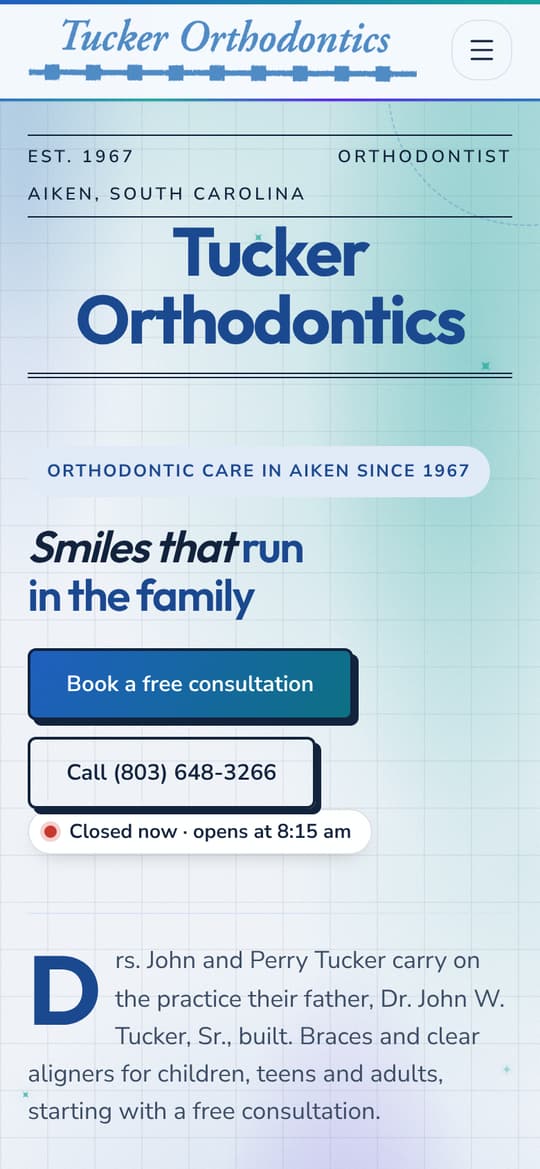 Tucker Orthodontics
EST. 1967
ORTHODONTIST
AIKEN, SOUTH CAROLINA
Tucker
Orthodontics
ORTHODONTIC CARE IN AIKEN SINCE 1967
Smiles that run
in the family
Book a free consultation
Call (803) 648-3266
Closed now · opens at 8:15 am
Drs. John and Perry Tucker carry on
the practice their father, Dr. John W.
Tucker, Sr., built. Braces and clear
aligners for children, teens and adults,
starting with a free consultation.